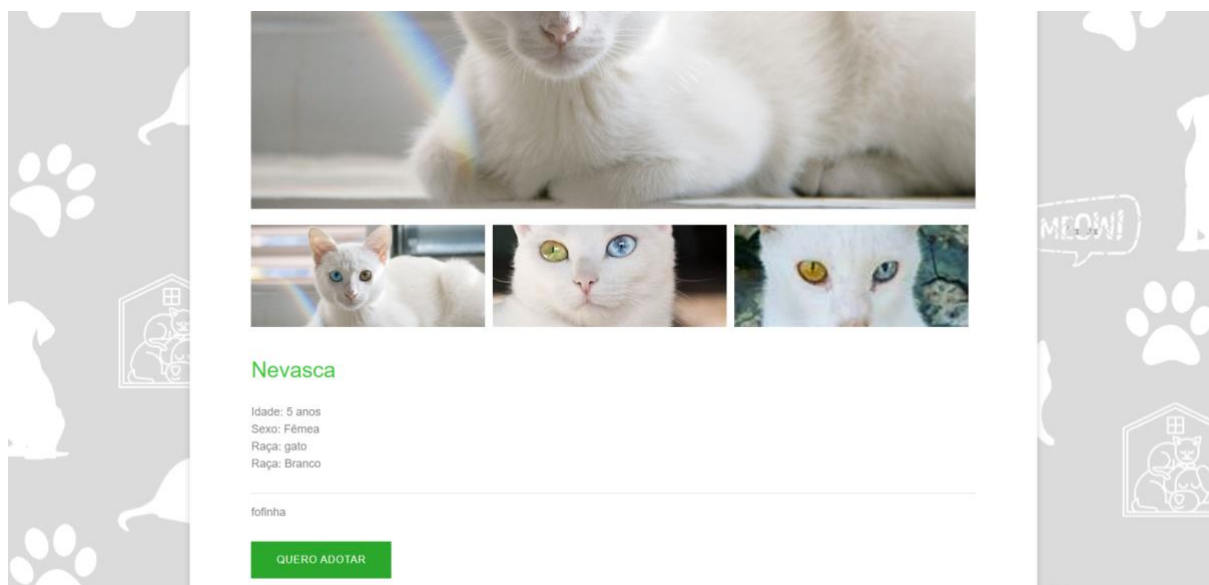 MEOW!
Nevasca
Idade: 5 anos
Sexo: Fêmea
Raça: gato
Raça: Branco
fofinha
QUERO ADOTAR